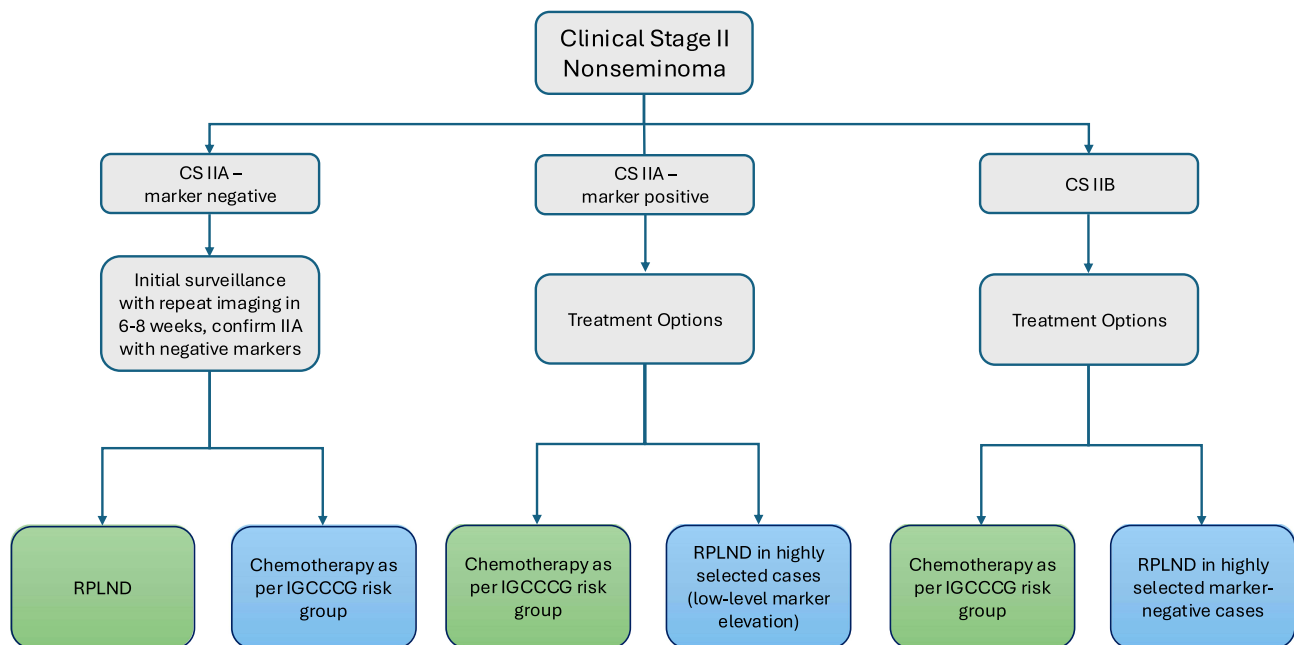 Clinical Stage II
Nonseminoma
CS IIA –
marker negative
CS IIA –
marker positive
CS IIB
Initial surveillance
with repeat imaging in
6-8 weeks, confirm IIA
with negative markers
Treatment Options
Treatment Options
RPLND
Chemotherapy as
per IGCCCG risk
group
Chemotherapy as
per IGCCCG risk
group
RPLND in highly
selected cases
(low-level marker
elevation)
Chemotherapy as
per IGCCCG risk
group
RPLND in highly
selected marker-
negative cases